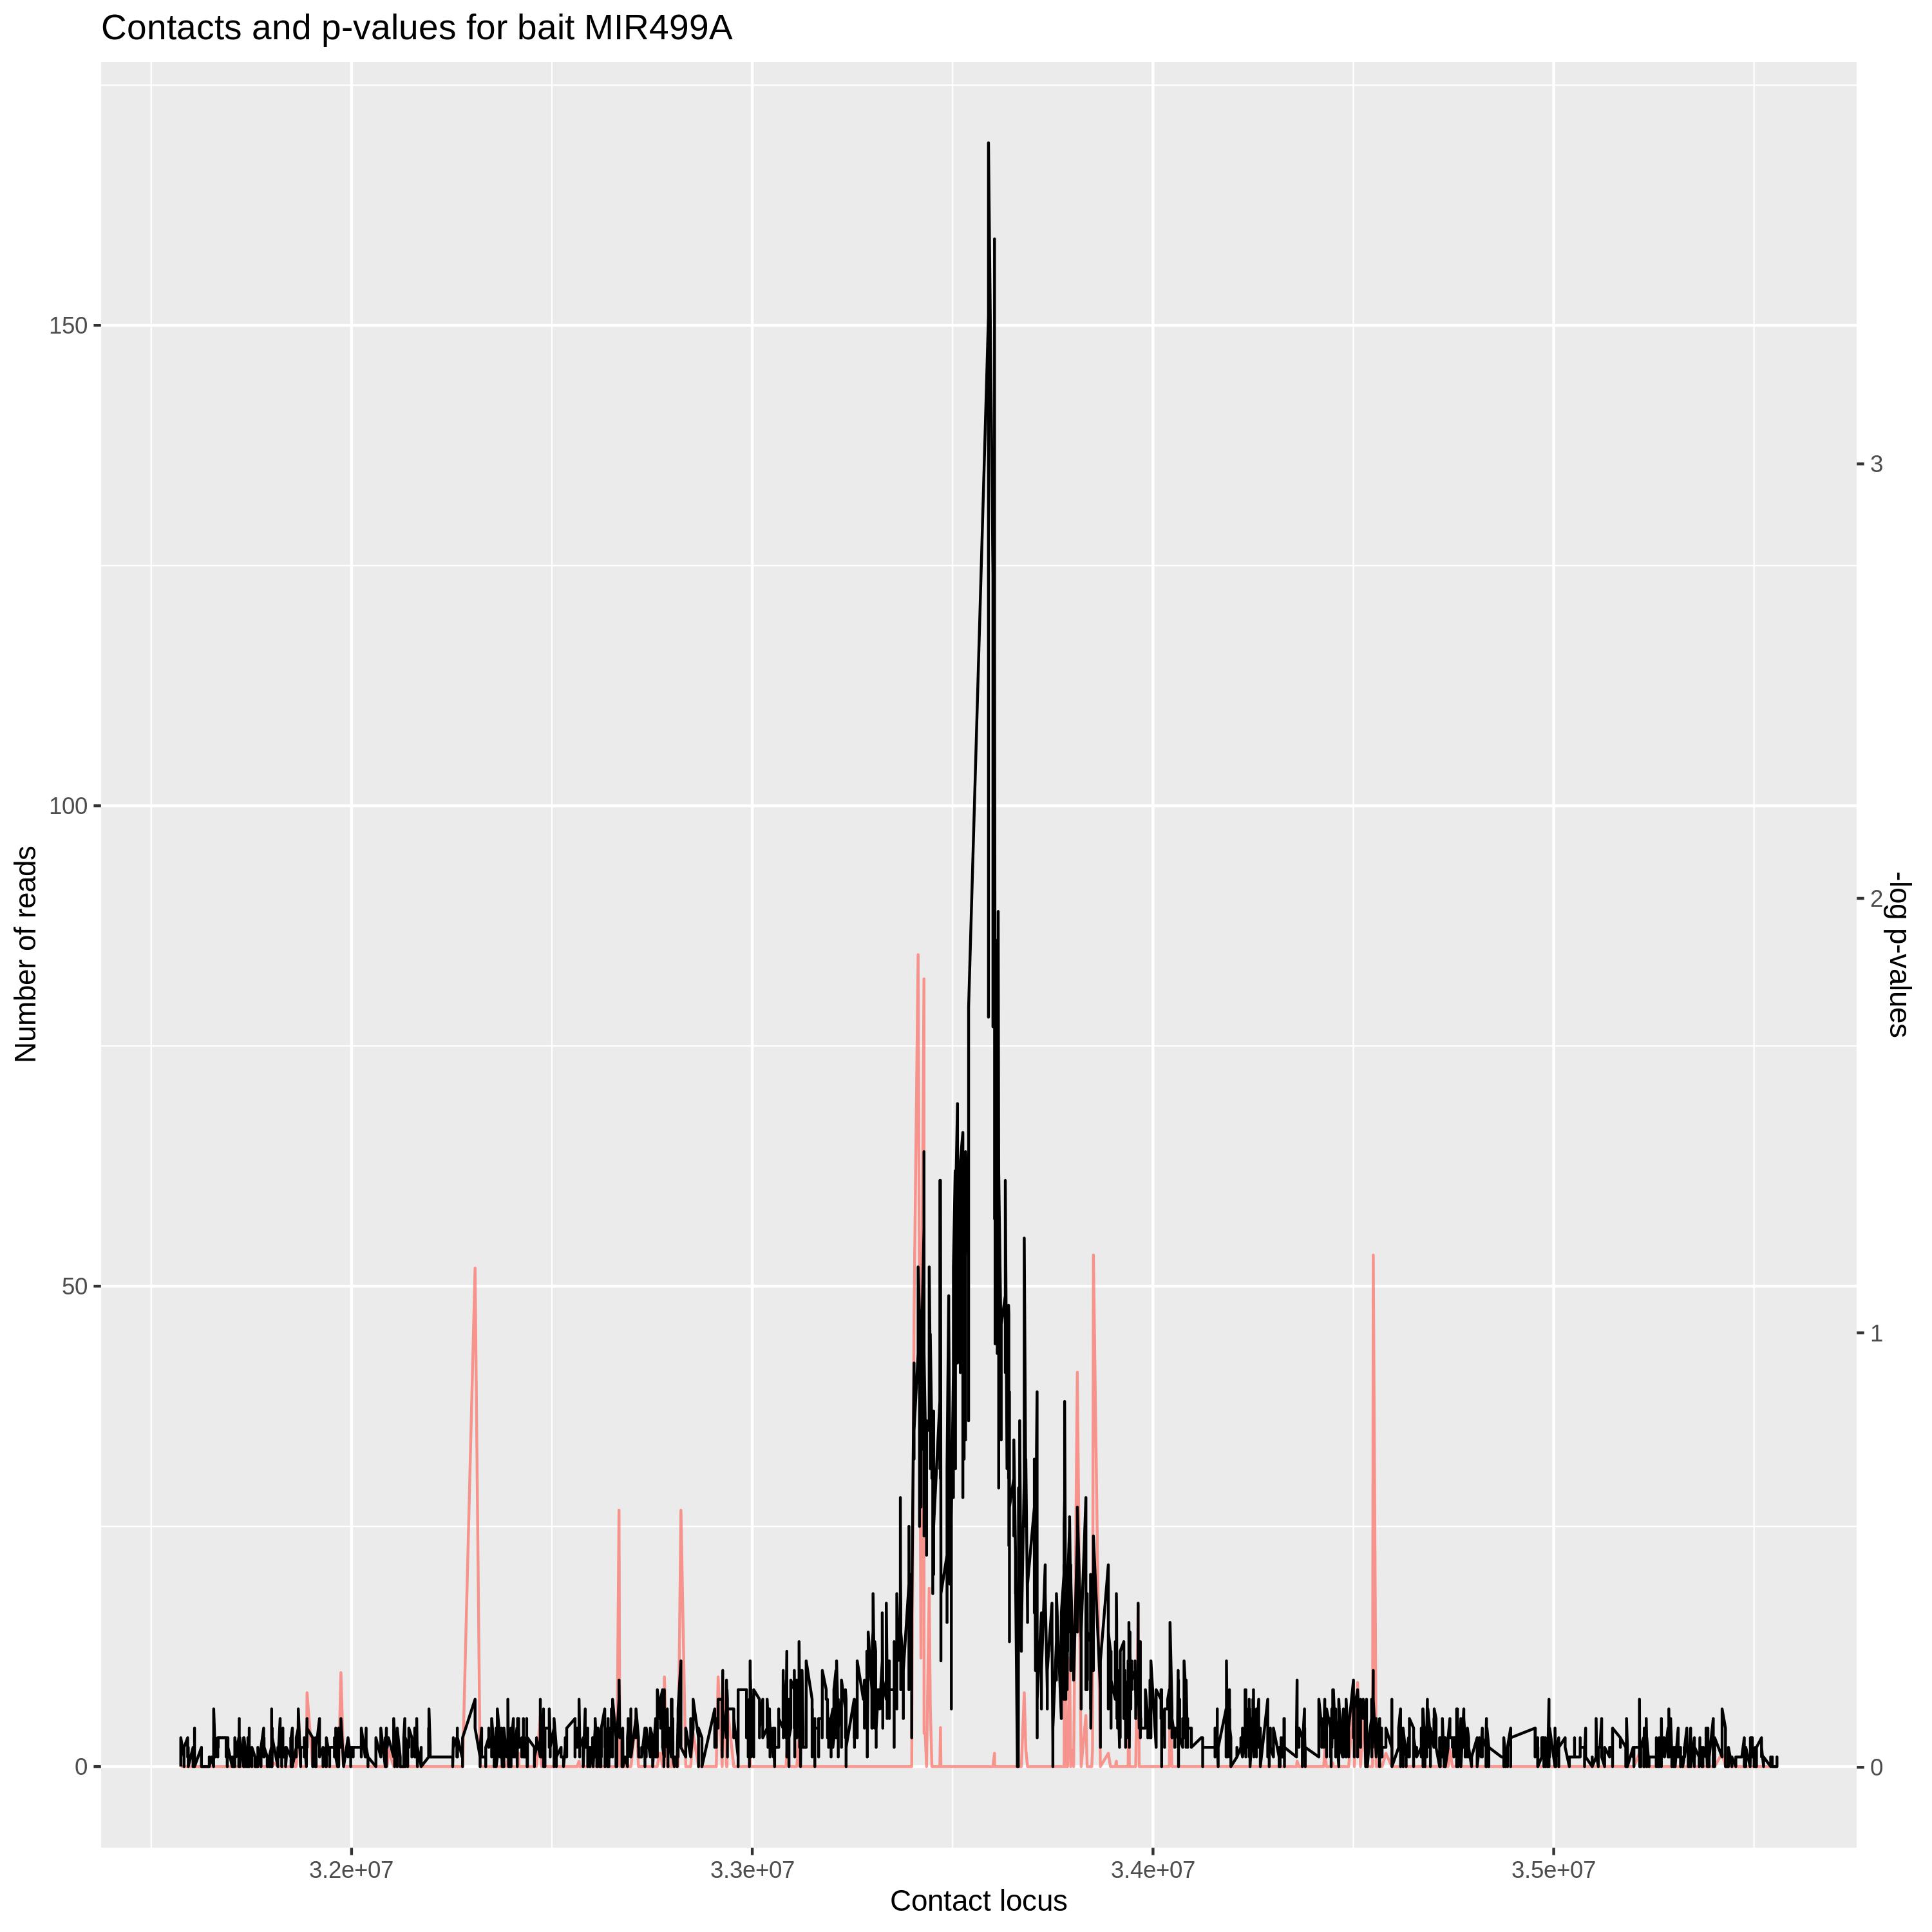 Contacts and p-values for bait MIR499A
150
100
50
0
Number of reads
3
2
1
0
-log p-values
3.2e+07
3.3e+07
3.4e+07
3.5e+07
Contact locus